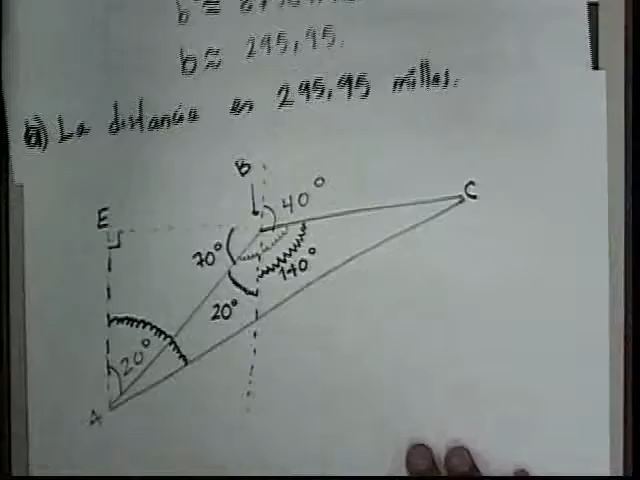 b ≈ 295,95.
a) La distancia es 295,95 millas.
B
40°
C
E
70°
140°
20°
20°
A